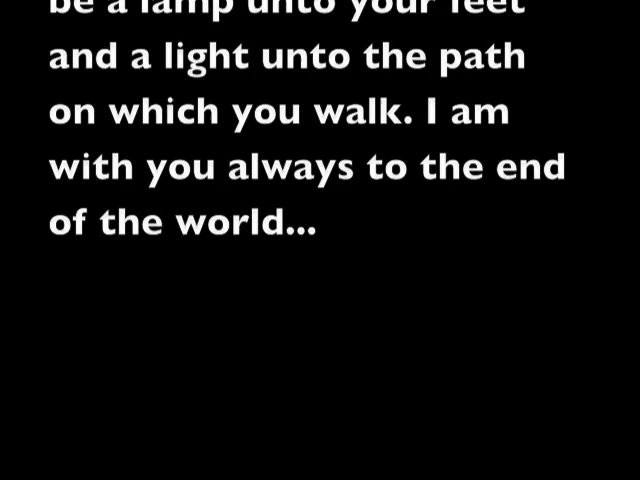 be a lamp unto your feet
and a light unto the path
on which you walk. I am
with you always to the end
of the world...